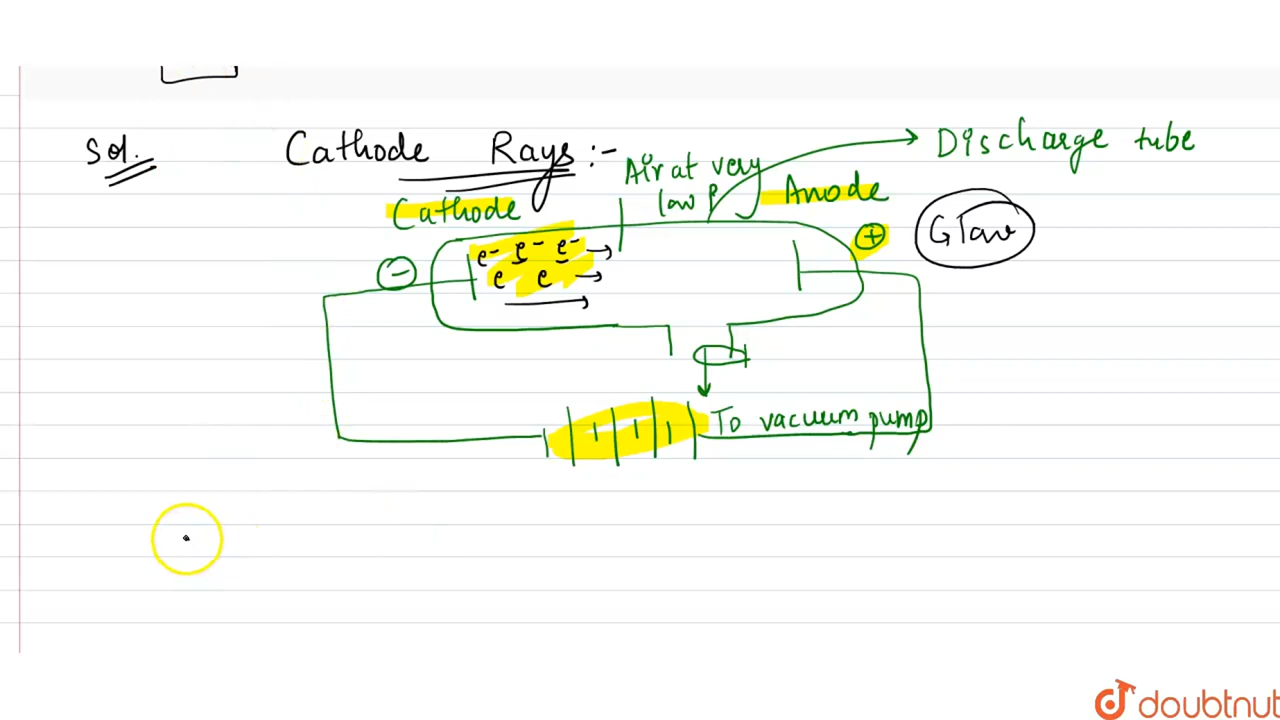 Sol. Cathode Rays :-
Discharge tube
Air at very
low P
Cathode
Anode
Glow
+
e- e- e-
−
e e
To vacuum pump
doubtnut